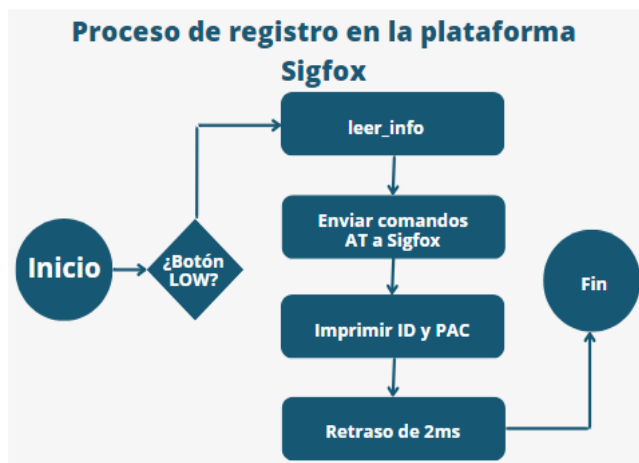 Proceso de registro en la plataforma
Sigfox
leer_info
Enviar comandos
AT a Sigfox
Inicio
¿Botón
LOW?
Fin
Imprimir ID y PAC
Retraso de 2ms